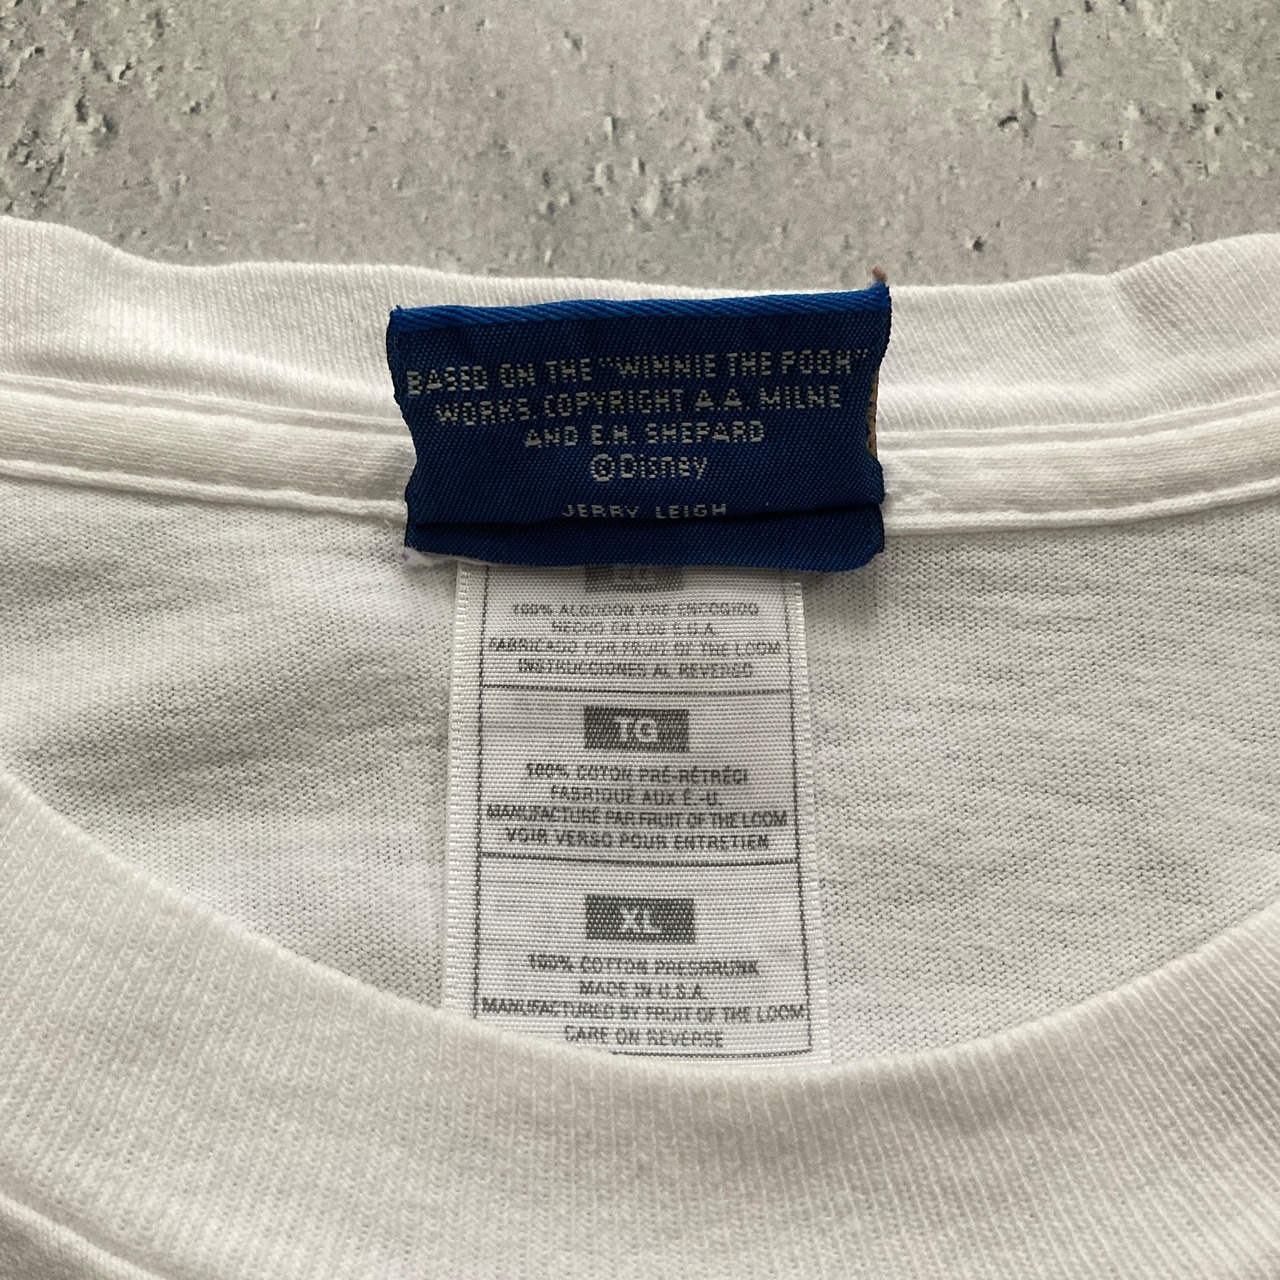 BASED ON THE "WINNIE THE POOH"
WORKS. COPYRIGHT A.A. MILNE
AND E.H. SHEPARD
©Disney
JERRY LEIGH
100% ALGODON PRE ENCOGIDO
HECHO EN LOS E.U.A.
FABRICADO POR FRUIT OF THE LOOM
INSTRUCCIONES AL REVERSO
TG
100% COTON PRÉ-RÉTRÉCI
FABRIQUÉ AUX É.-U.
MANUFACTURÉ PAR FRUIT OF THE LOOM
VOIR VERSO POUR ENTRETIEN
XL
100% COTTON PRESHRUNK
MADE IN U.S.A.
MANUFACTURED BY FRUIT OF THE LOOM
CARE ON REVERSE